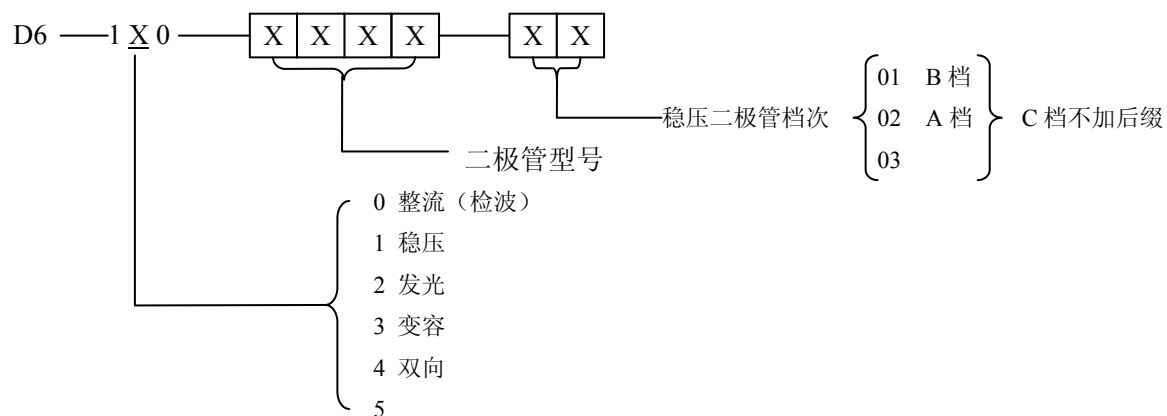 D6 1 X 0 X X X X X X
01 B 档
稳压二极管档次 02 A 档 C 档不加后缀
03
二极管型号
0 整流（检波）
1 稳压
2 发光
3 变容
4 双向
5